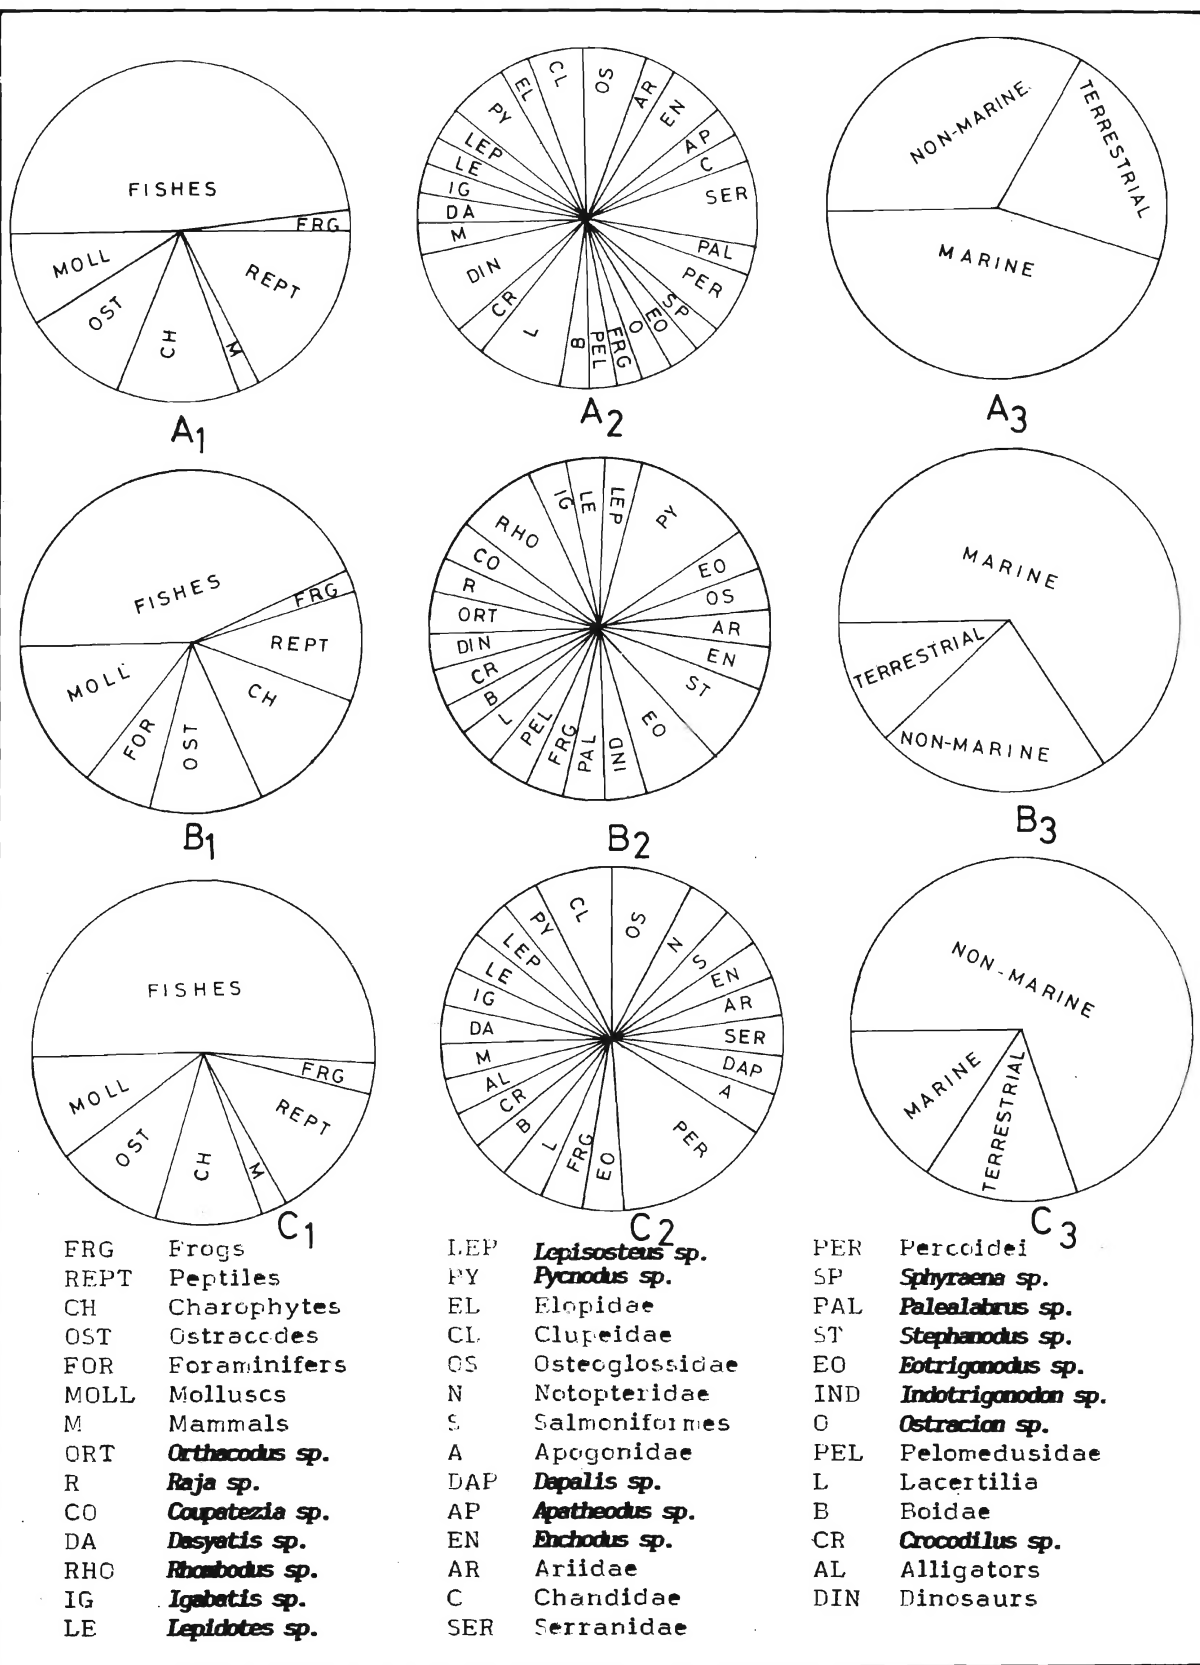 FISHES
FRG
REPT
M
CH
OST
MOLL
A1
OS
AR
EN
AP
C
SER
PAL
PER
SP
EO
O
FRG
PEL
B
L
CR
DIN
M
DA
IG
LE
LEP
PY
EL
CL
A2
NON-MARINE
TERRESTRIAL
MARINE
A3
FISHES
FRG
REPT
CH
OST
FOR
MOLL
B1
LEP
PY
EO
OS
AR
EN
ST
EO
IND
PAL
FRG
PEL
L
B
CR
DIN
ORT
R
CO
RHO
IG
LE
B2
MARINE
TERRESTRIAL
NON-MARINE
B3
FISHES
FRG
REPT
M
CH
OST
MOLL
C1
OS
N
S
EN
AR
SER
DAP
A
PER
EO
FRG
L
B
CR
AL
M
DA
IG
LE
LEP
PY
CL
C2
NON-MARINE
MARINE
TERRESTRIAL
C3
FRG Frogs
REPT Peptiles
CH Charophytes
OST Ostracodes
FOR Foraminifers
MOLL Molluscs
M Mammals
ORT Orthacodus sp.
R Raja sp.
CO Coupatezia sp.
DA Dasyatis sp.
RHO Rhombodus sp.
IG Igabatis sp.
LE Lepidotes sp.
LEP Lepisosteus sp.
PY Pycnodus sp.
EL Elopidae
CL Clupeidae
OS Osteoglossidae
N Notopteridae
S Salmoniformes
A Apogonidae
DAP Dapalis sp.
AP Apatheodus sp.
EN Enchodus sp.
AR Ariidae
C Chandidae
SER Serranidae
PER Percoidei
SP Sphyraena sp.
PAL Palealabrus sp.
ST Stephanodus sp.
EO Eotrigonodus sp.
IND Indotrigonodon sp.
O Ostracion sp.
PEL Pelomedusidae
L Lacertilia
B Boidae
CR Crocodilus sp.
AL Alligators
DIN Dinosaurs